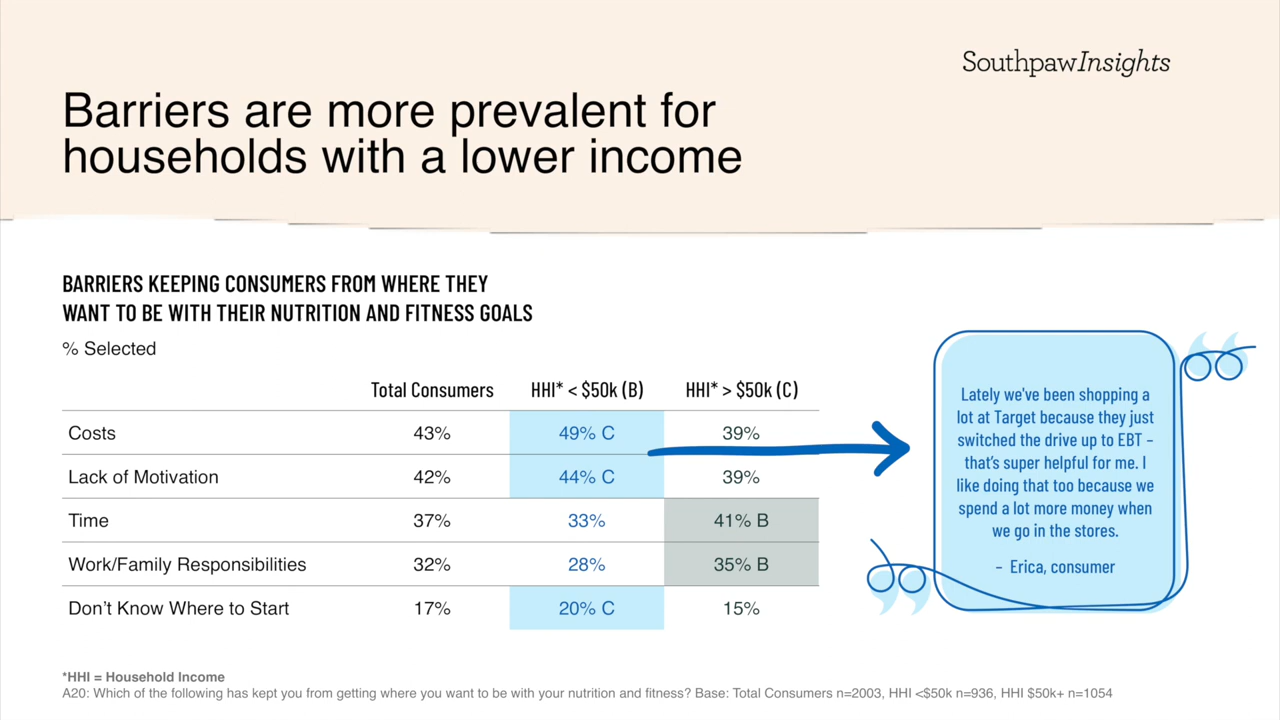 SouthpawInsights
Barriers are more prevalent for
households with a lower income
BARRIERS KEEPING CONSUMERS FROM WHERE THEY
WANT TO BE WITH THEIR NUTRITION AND FITNESS GOALS
% Selected
Total Consumers HHI* < $50k (B) HHI* > $50k (C)
Costs 43% 49% C 39%
Lack of Motivation 42% 44% C 39%
Time 37% 33% 41% B
Work/Family Responsibilities 32% 28% 35% B
Don’t Know Where to Start 17% 20% C 15%
Lately we've been shopping a
lot at Target because they just
switched the drive up to EBT –
that’s super helpful for me. I
like doing that too because we
spend a lot more money when
we go in the stores.
– Erica, consumer
*HHI = Household Income
A20: Which of the following has kept you from getting where you want to be with your nutrition and fitness? Base: Total Consumers n=2003, HHI <$50k n=936, HHI $50k+ n=1054